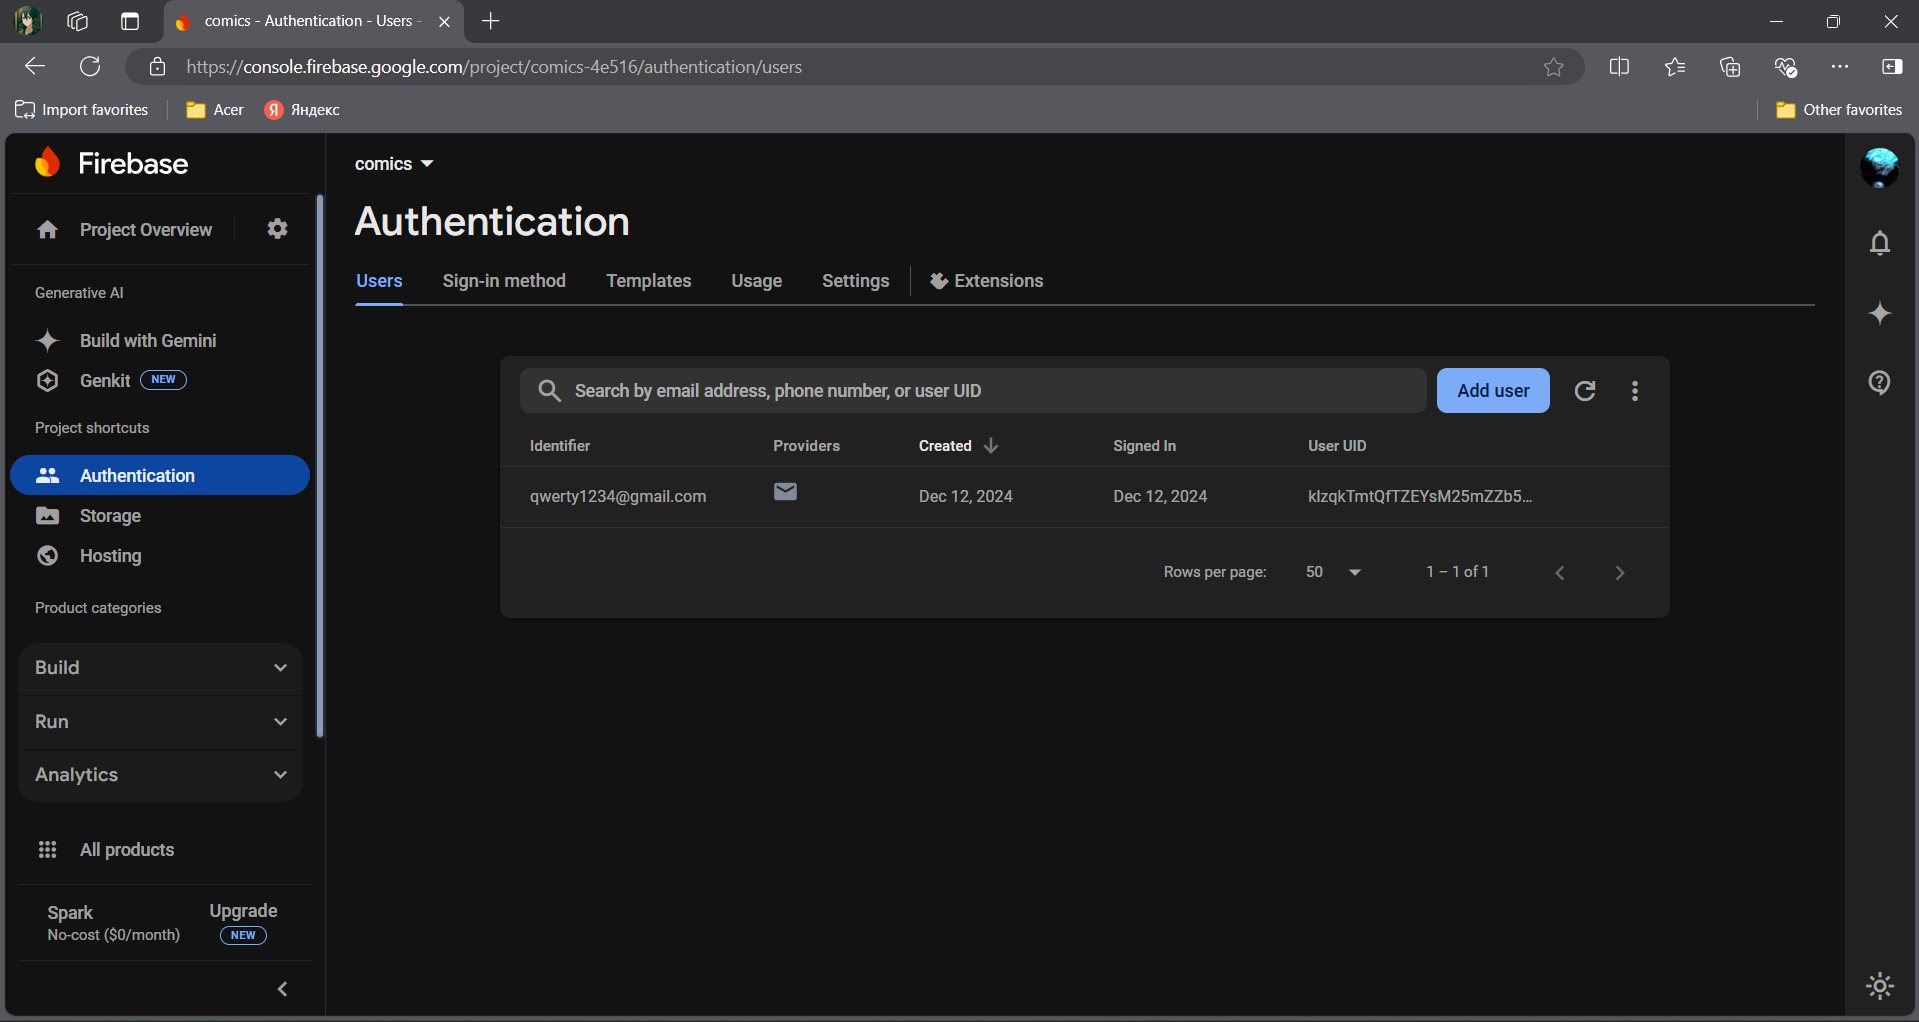 comics - Authentication - Users -
https://console.firebase.google.com/project/comics-4e516/authentication/users
Import favorites
Acer
Яндекс
Other favorites
Firebase
comics
Project Overview
Authentication
Users
Sign-in method
Templates
Usage
Settings
Extensions
Generative AI
Build with Gemini
Genkit NEW
Project shortcuts
Authentication
Storage
Hosting
Product categories
Build
Run
Analytics
All products
Spark
No-cost ($0/month)
Upgrade
NEW
Search by email address, phone number, or user UID
Add user
Identifier Providers Created Signed In User UID
qwerty1234@gmail.com Dec 12, 2024 Dec 12, 2024 klzqkTmtQfTZEYsM25mZZb5...
Rows per page: 50 1 – 1 of 1